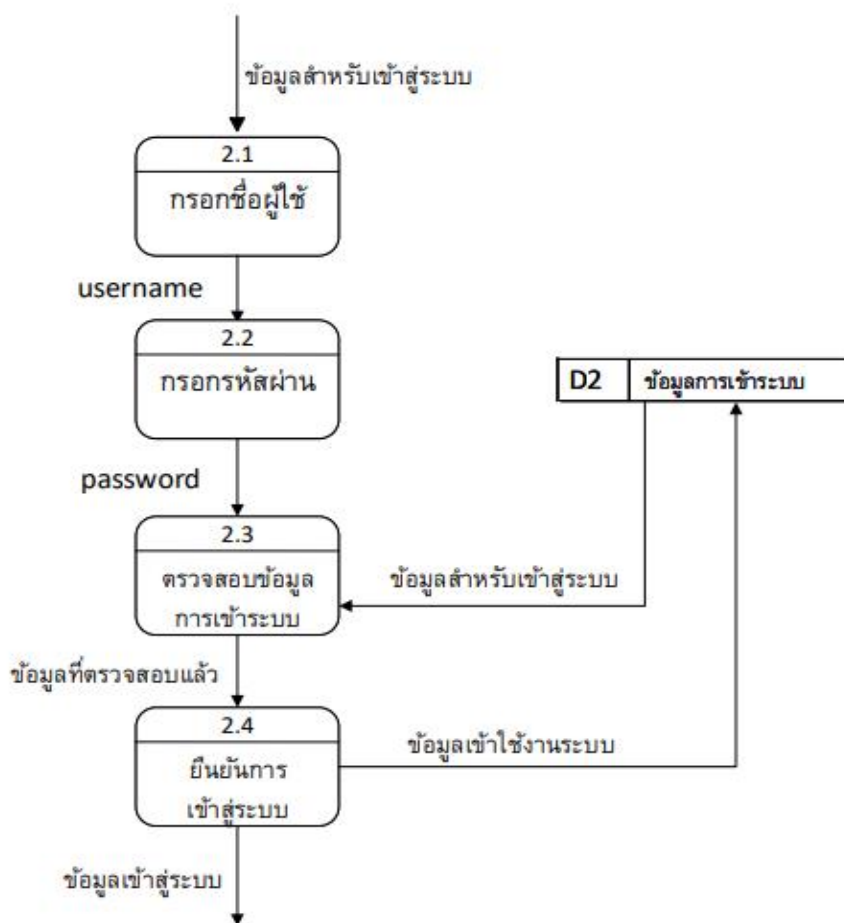 ข้อมูลสำหรับเข้าสู่ระบบ
2.1
กรอกชื่อผู้ใช้
username
2.2
กรอกรหัสผ่าน
D2 ข้อมูลการเข้าระบบ
password
2.3
ตรวจสอบข้อมูล
การเข้าระบบ
ข้อมูลสำหรับเข้าสู่ระบบ
ข้อมูลที่ตรวจสอบแล้ว
2.4
ยืนยันการ
เข้าสู่ระบบ
ข้อมูลเข้าใช้งานระบบ
ข้อมูลเข้าสู่ระบบ